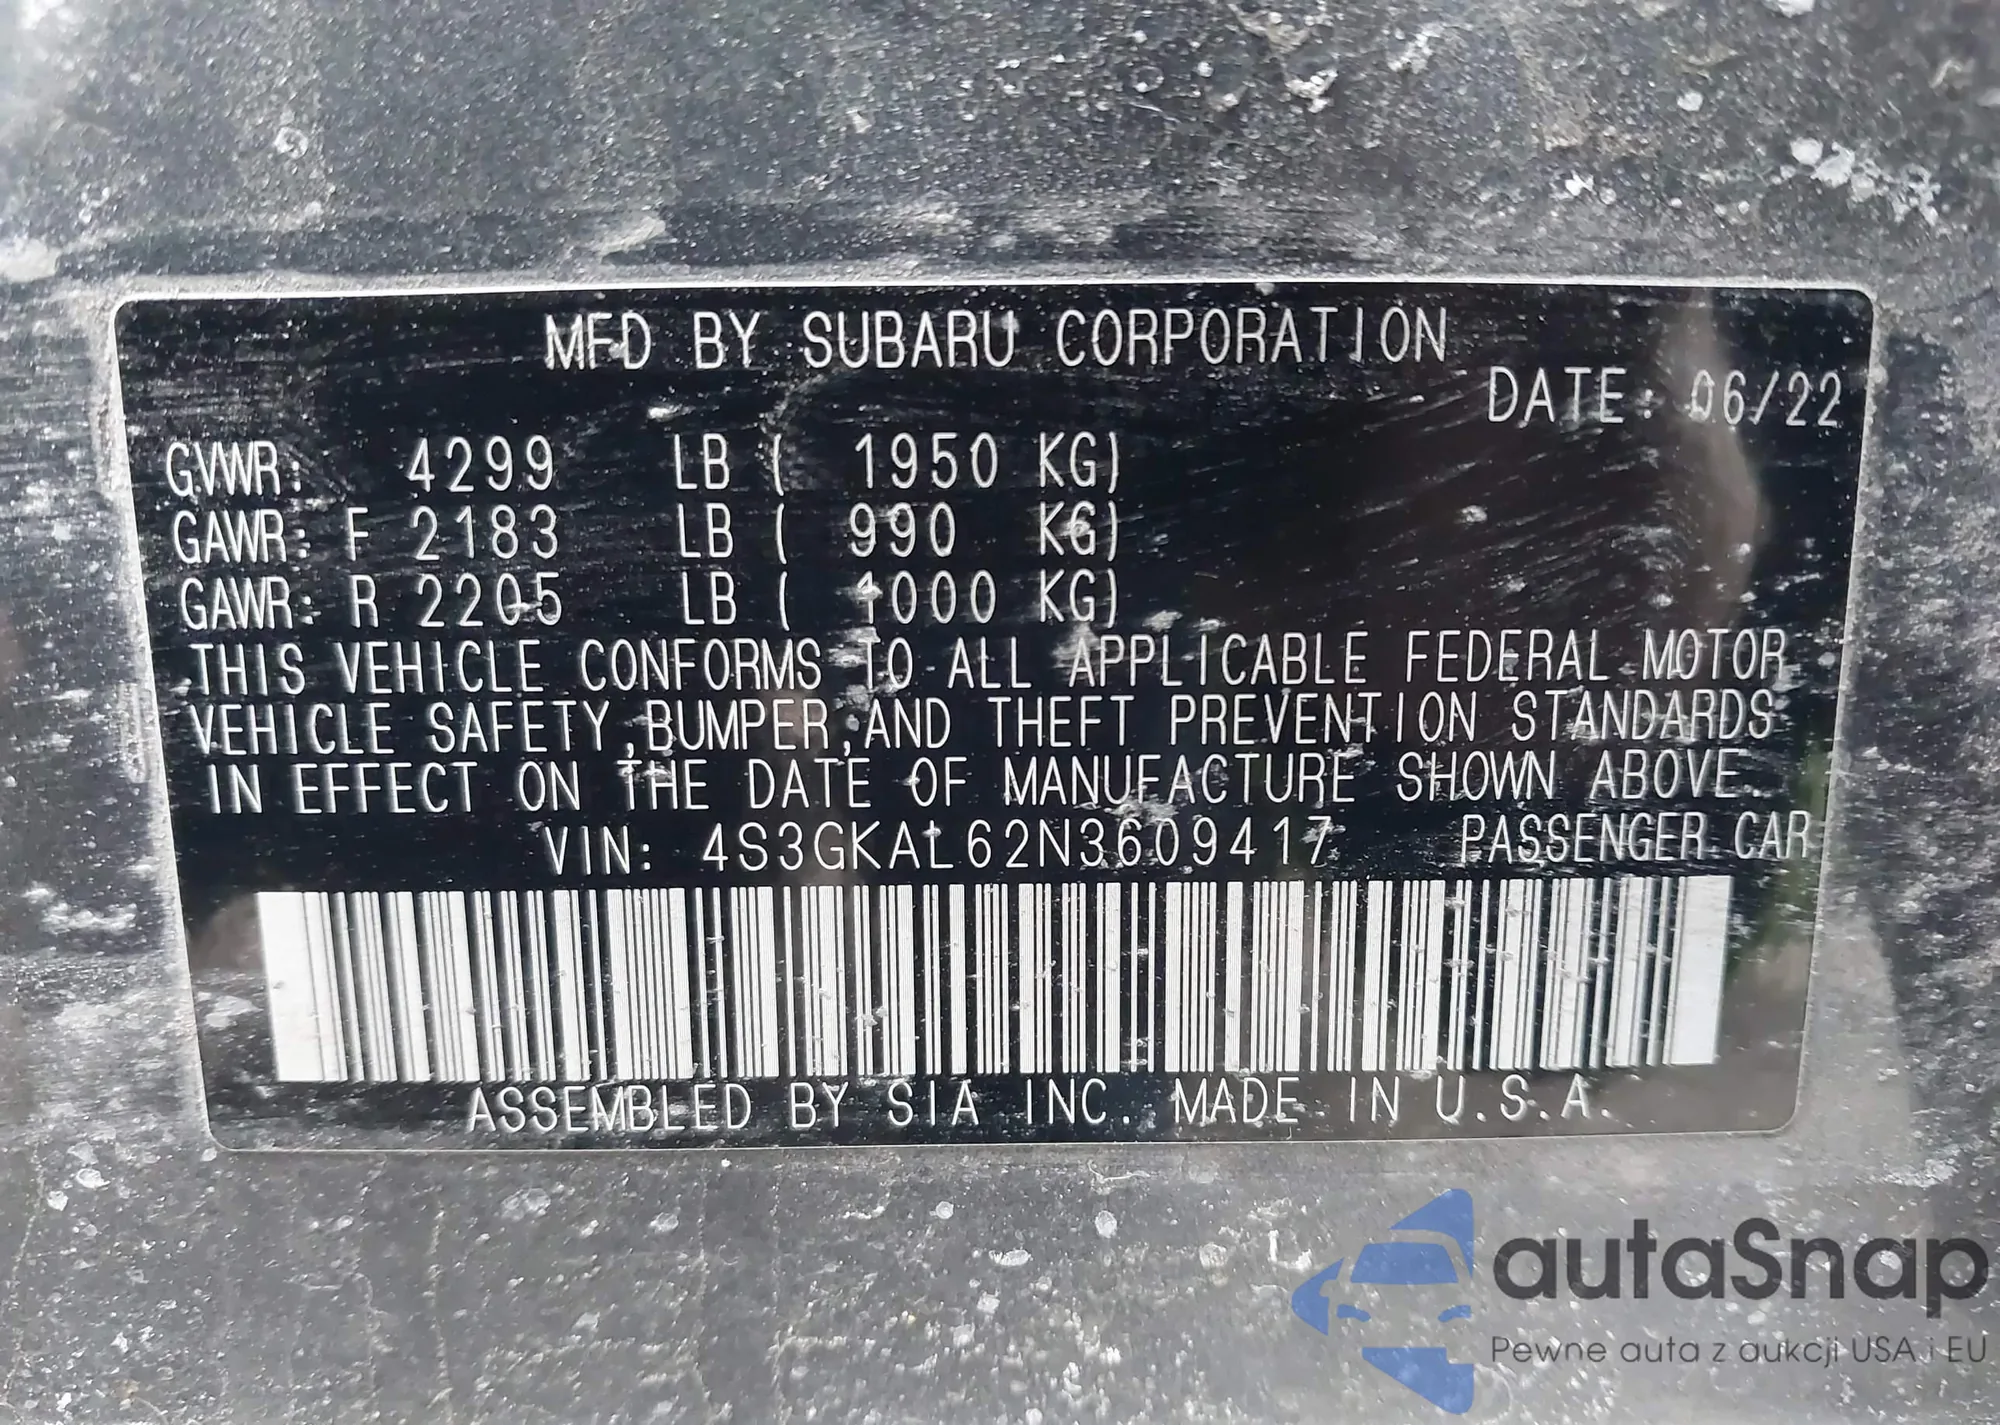 MFD BY SUBARU CORPORATION
DATE: 06/22
GVWR: 4299 LB ( 1950 KG)
GAWR: F 2183 LB ( 990 KG)
GAWR: R 2205 LB ( 1000 KG)
THIS VEHICLE CONFORMS TO ALL APPLICABLE FEDERAL MOTOR
VEHICLE SAFETY,BUMPER,AND THEFT PREVENTION STANDARDS
IN EFFECT ON THE DATE OF MANUFACTURE SHOWN ABOVE.
VIN: 4S3GKAL62N3609417 PASSENGER CAR
ASSEMBLED BY SIA INC. MADE IN U.S.A.
autaSnap
Pewne auta z aukcji USA i EU